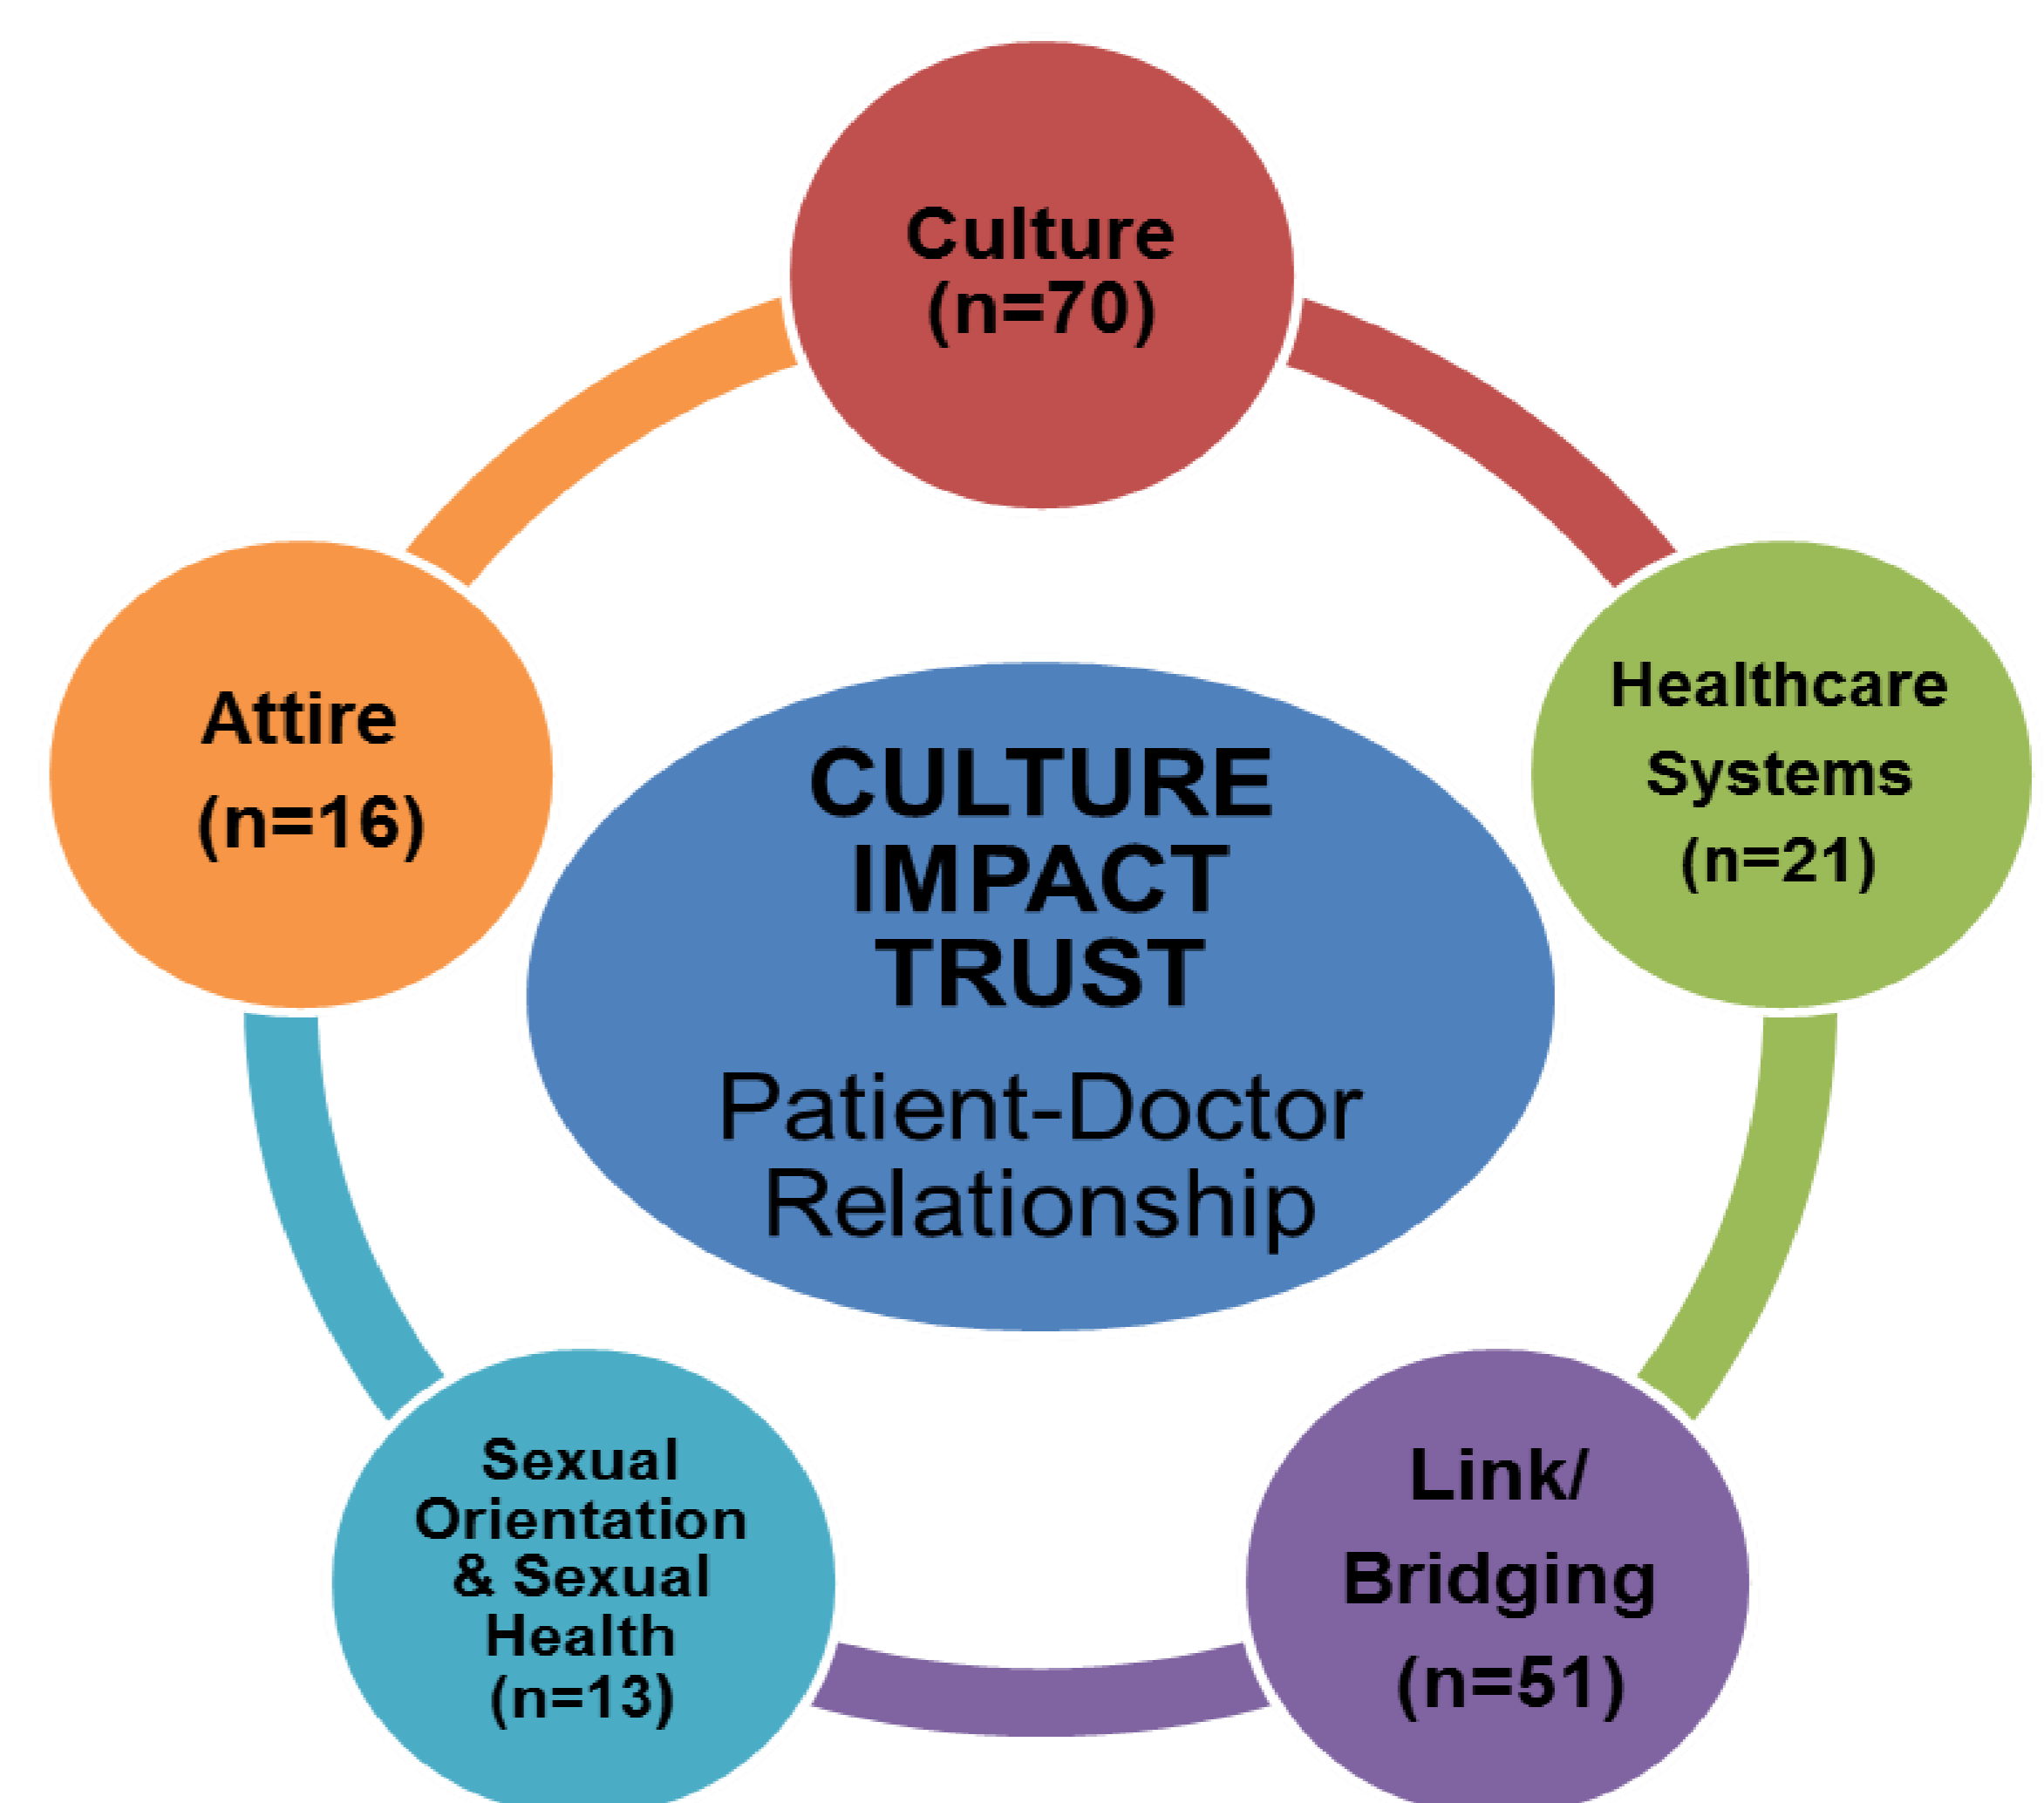 Culture
(n=70)
Healthcare
Systems
(n=21)
Link/
Bridging
(n=51)
Sexual
Orientation
& Sexual
Health
(n=13)
Attire
(n=16)
CULTURE
IMPACT
TRUST
Patient-Doctor
Relationship